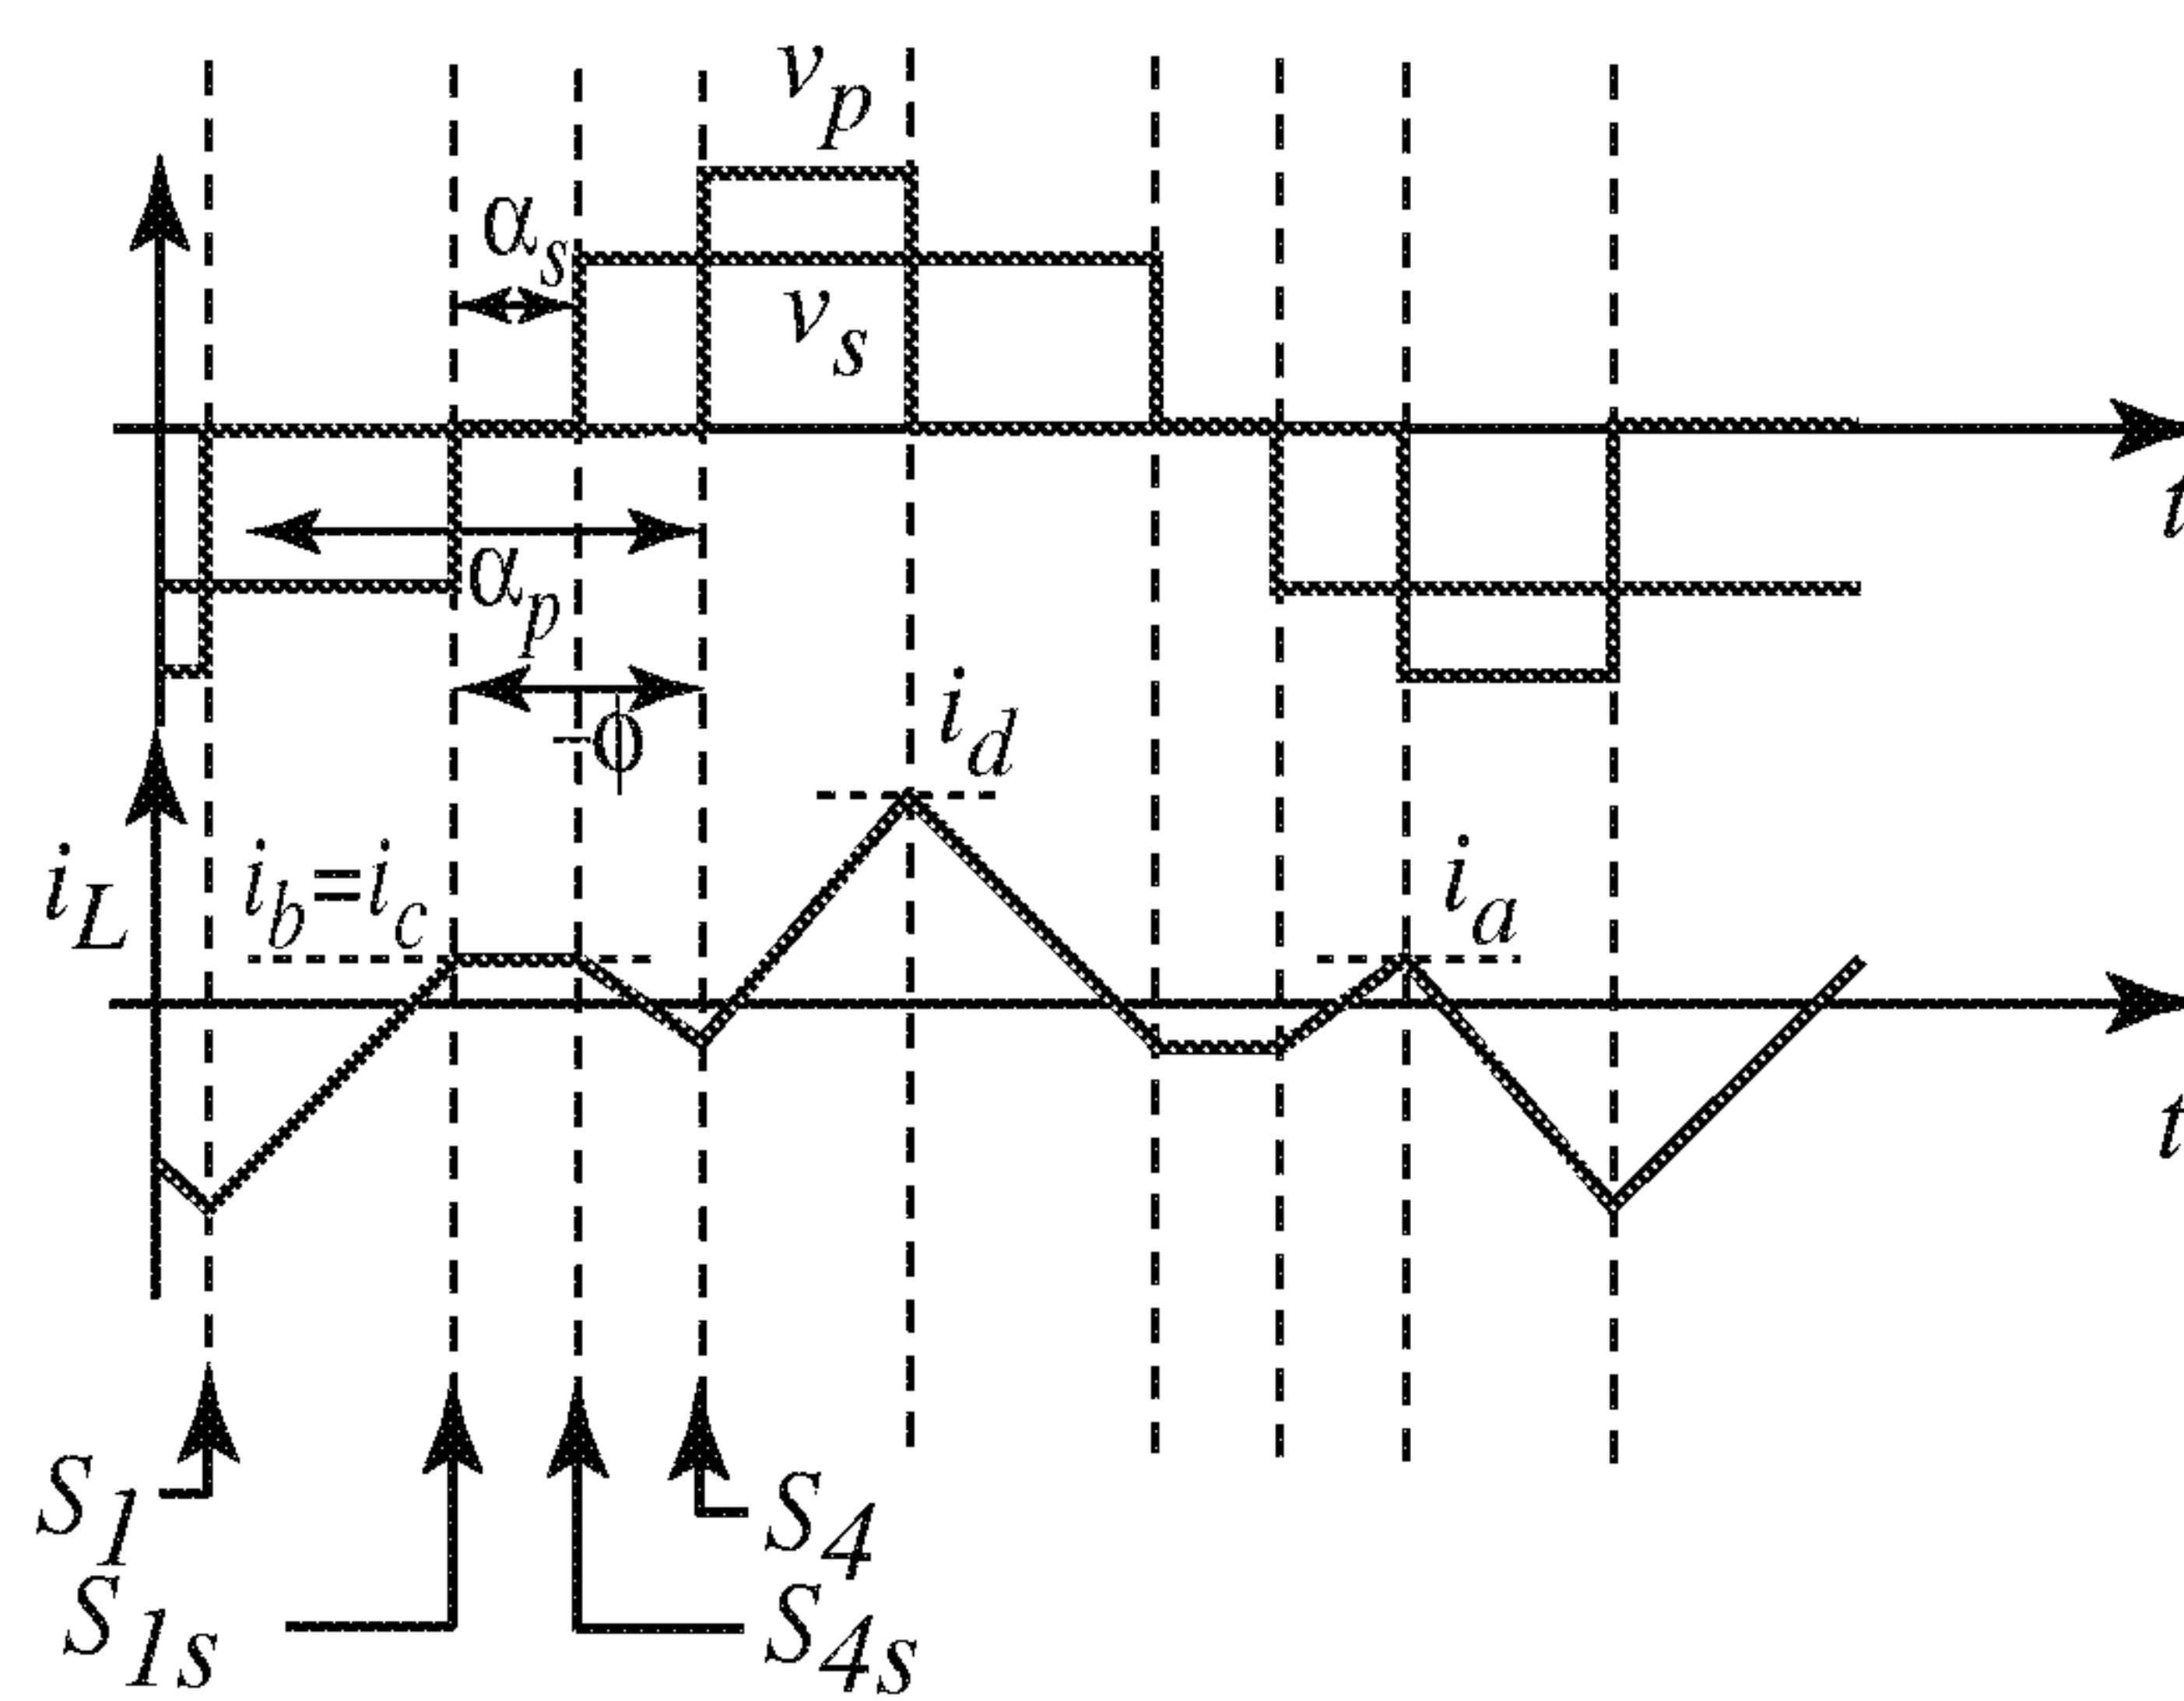 v_p
α_s
v_s
t
α_p
-ϕ
i_d
i_L
i_b=i_c
i_a
t
S_1
S_4
S_1s
S_4s